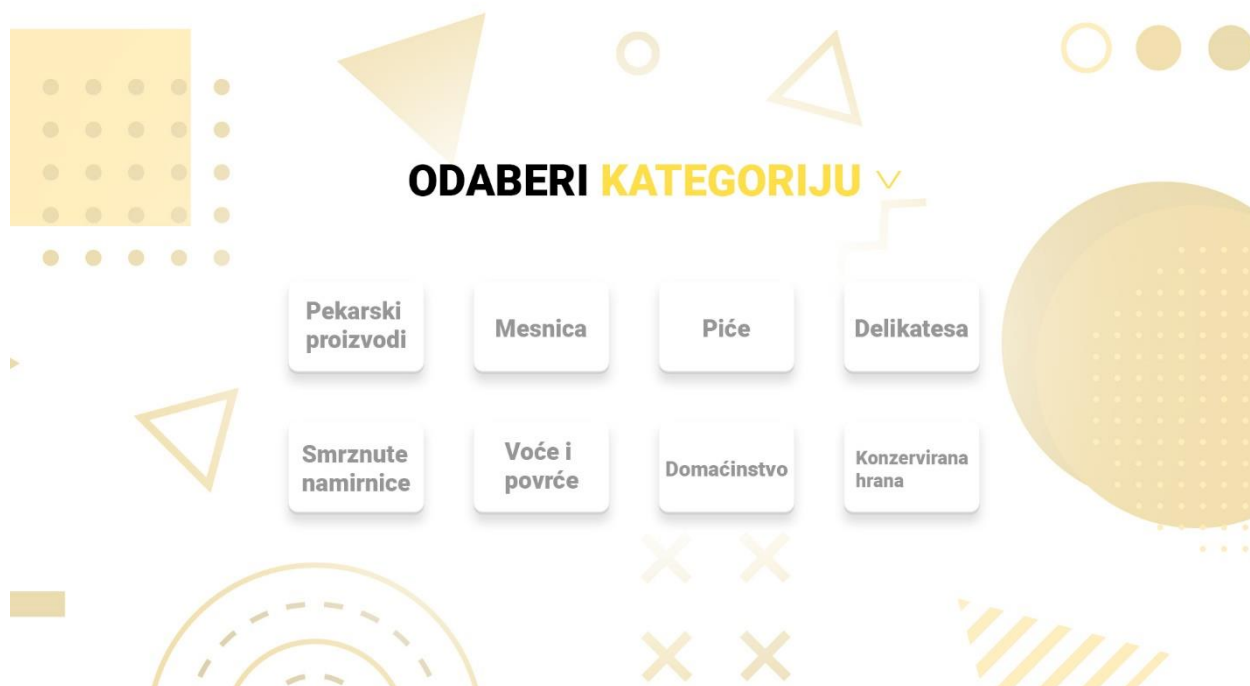 ODABERI KATEGORIJU
Pekarski
proizvodi
Mesnica
Piće
Delikatesa
Smrznute
namirnice
Voće i
povrće
Domaćinstvo
Konzervirana
hrana